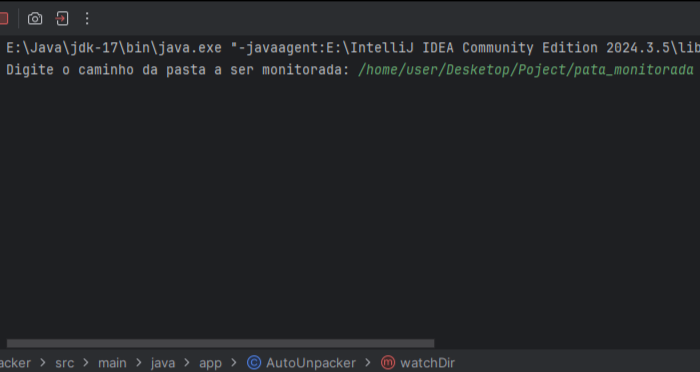 E:\Java\jdk-17\bin\java.exe "-javaagent:E:\IntelliJ IDEA Community Edition 2024.3.5\lib
Digite o caminho da pasta a ser monitorada: /home/user/Desketop/Poject/pata_monitorada
acker > src > main > java > app > AutoUnpacker > watchDir